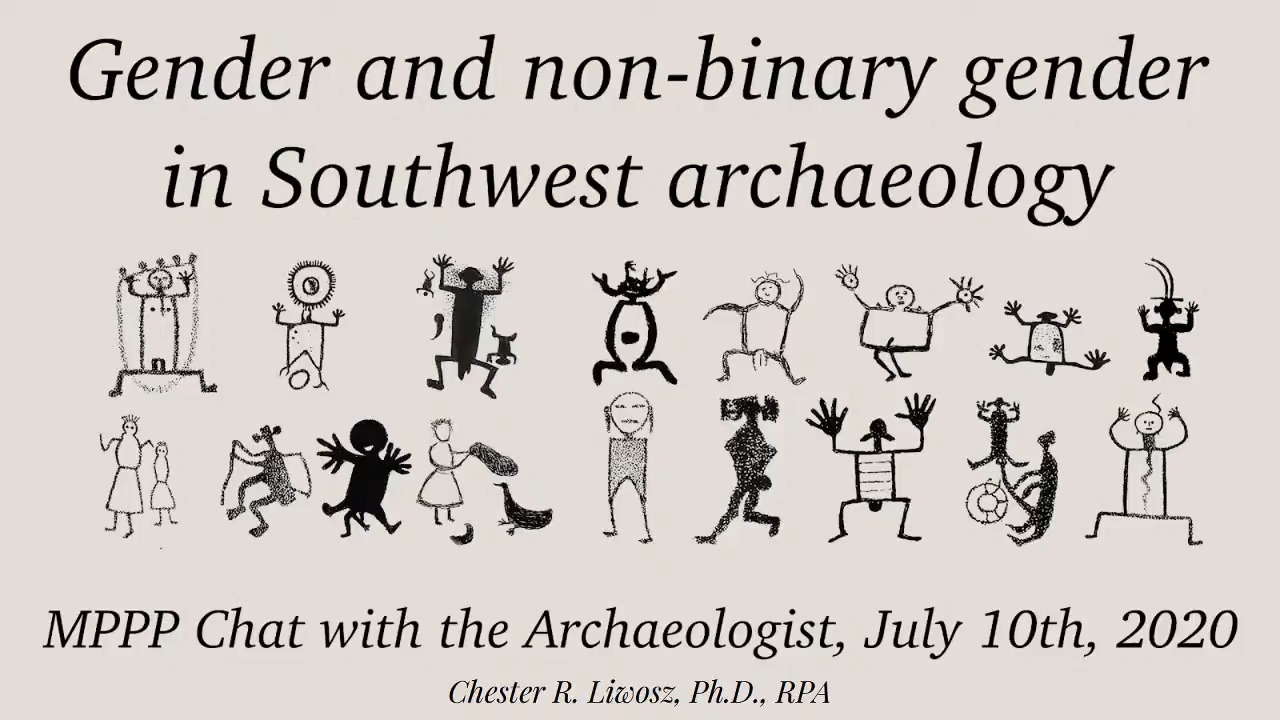 Gender and non-binary gender
in Southwest archaeology
MPPP Chat with the Archaeologist, July 10th, 2020
Chester R. Liwosz, Ph.D., RPA